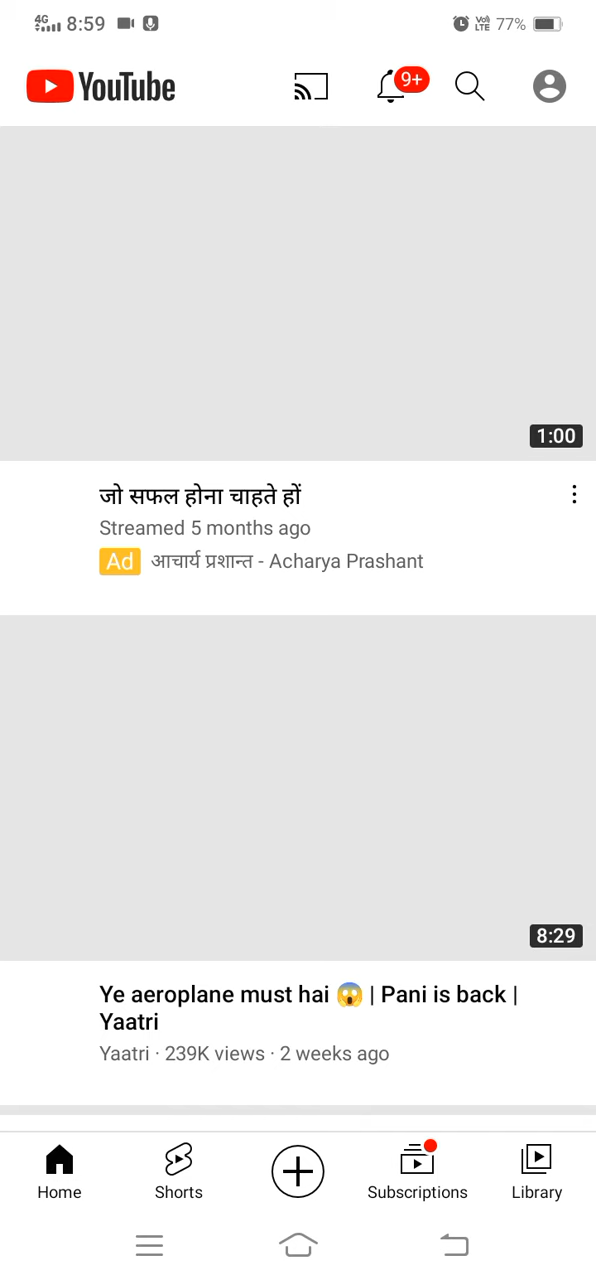 4G 8:59 VoI LTE 77%
YouTube 9+
1:00
जो सफल होना चाहते हों
Streamed 5 months ago
Ad आचार्य प्रशान्त - Acharya Prashant
8:29
Ye aeroplane must hai 😱 | Pani is back |
Yaatri
Yaatri · 239K views · 2 weeks ago
Home Shorts Subscriptions Library